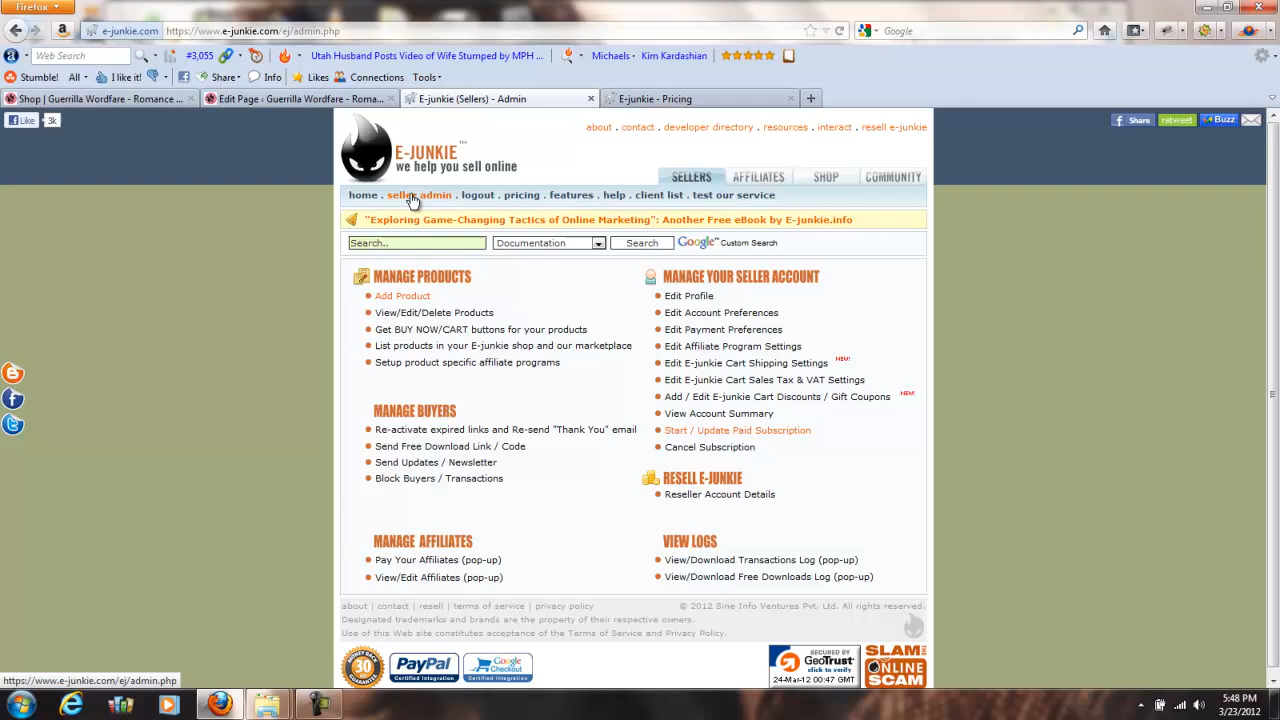 Firefox
e-junkie.com
https://www.e-junkie.com/ej/admin.php
Google
Web Search
#3,055
Utah Husband Posts Video of Wife Stumped by MPH ...
Michaels
Kim Kardashian
Stumble!
All
I like it!
Share
Info
Likes
Connections
Tools
Shop | Guerrilla Wordfare - Romance ...
Edit Page ‹ Guerrilla Wordfare - Roma...
E-junkie (Sellers) - Admin
E-junkie - Pricing
Like
3k
about . contact . developer directory . resources . interact . resell e-junkie
Share
retweet
Buzz
E-JUNKIE™
we help you sell online
SELLERS
AFFILIATES
SHOP
COMMUNITY
home . seller admin . logout . pricing . features . help . client list . test our service
"Exploring Game-Changing Tactics of Online Marketing": Another Free eBook by E-junkie.info
Search..
Documentation
Search
Google™ Custom Search
MANAGE PRODUCTS
Add Product
View/Edit/Delete Products
Get BUY NOW/CART buttons for your products
List products in your E-junkie shop and our marketplace
Setup product specific affiliate programs
MANAGE BUYERS
Re-activate expired links and Re-send "Thank You" email
Send Free Download Link / Code
Send Updates / Newsletter
Block Buyers / Transactions
MANAGE AFFILIATES
Pay Your Affiliates (pop-up)
View/Edit Affiliates (pop-up)
MANAGE YOUR SELLER ACCOUNT
Edit Profile
Edit Account Preferences
Edit Payment Preferences
Edit Affiliate Program Settings
Edit E-junkie Cart Shipping Settings NEW!
Edit E-junkie Cart Sales Tax & VAT Settings
Add / Edit E-junkie Cart Discounts / Gift Coupons NEW!
View Account Summary
Start / Update Paid Subscription
Cancel Subscription
RESELL E-JUNKIE
Reseller Account Details
VIEW LOGS
View/Download Transactions Log (pop-up)
View/Download Free Downloads Log (pop-up)
about | contact | resell | terms of service | privacy policy
© 2012 Sine Info Ventures Pvt. Ltd. All rights reserved.
Designated trademarks and brands are the property of their respective owners.
Use of this Web site constitutes acceptance of the Terms of Service and Privacy Policy.
30
PayPal
Certified Integration
Google
Checkout
Certified Integration
SECURED BY
GeoTrust
click to verify
24-Mar-12 00:47 GMT
SLAM THE
ONLINE
SCAM
https://www.e-junkie.com/ej/admin.php
5:48 PM
3/23/2012